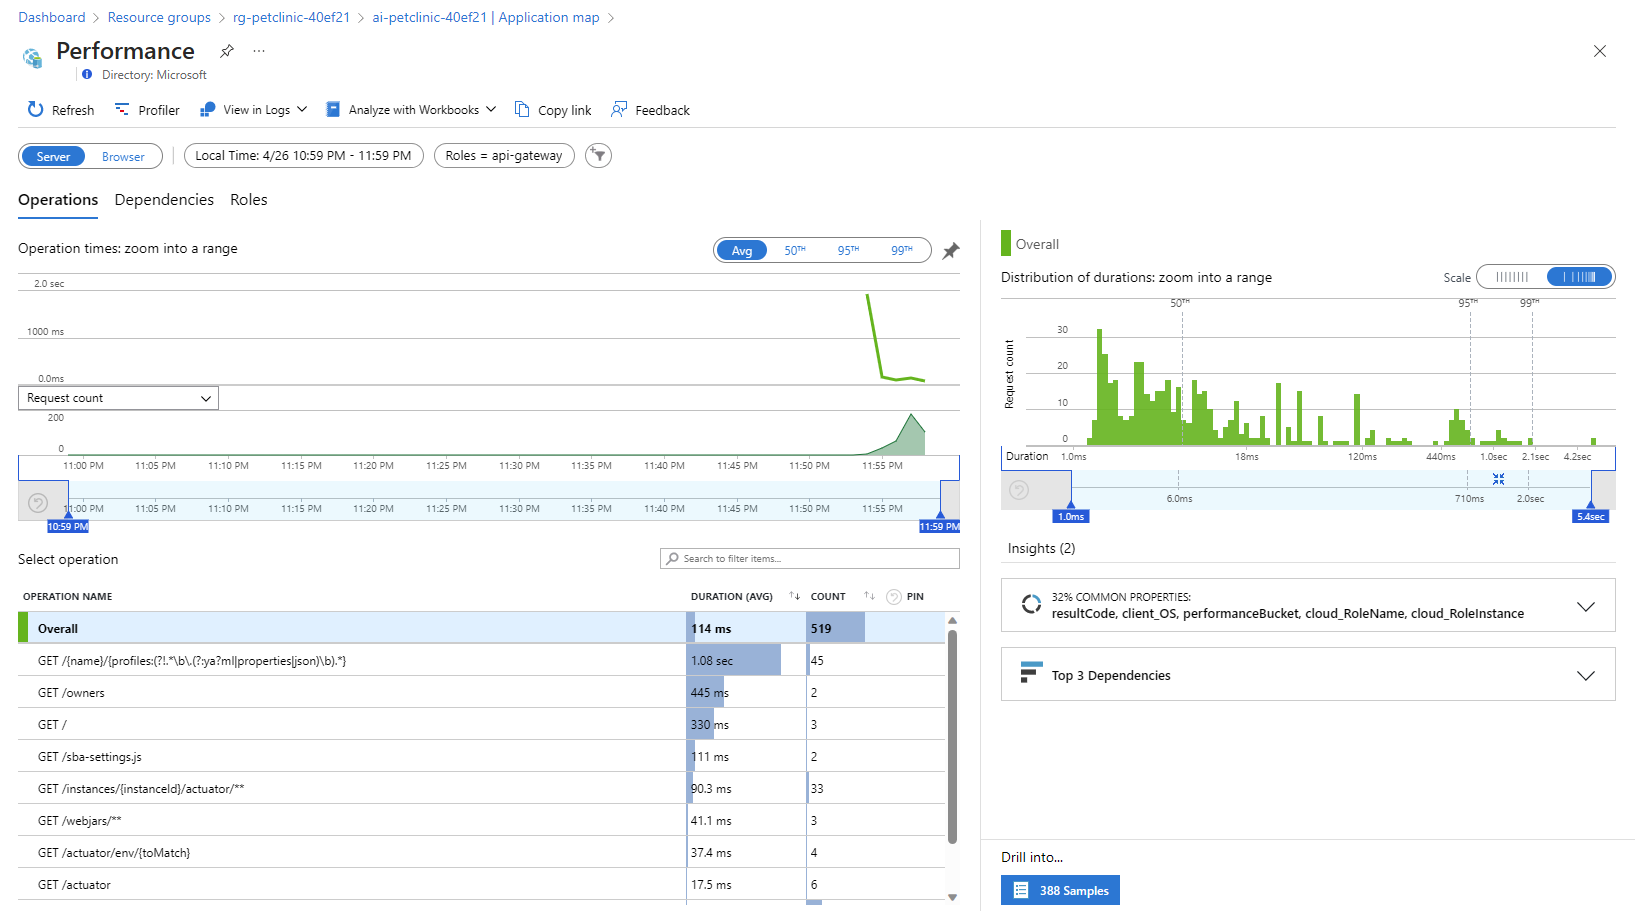 Dashboard > Resource groups > rg-petclinic-40ef21 > ai-petclinic-40ef21 | Application map >
Performance ...
Directory: Microsoft
Refresh Profiler View in Logs Analyze with Workbooks Copy link Feedback
Server Browser Local Time: 4/26 10:59 PM - 11:59 PM Roles = api-gateway
Operations Dependencies Roles
Operation times: zoom into a range
Avg 50TH 95TH 99TH
2.0 sec
1000 ms
0.0ms
Request count
200
0
11:00 PM 11:05 PM 11:10 PM 11:15 PM 11:20 PM 11:25 PM 11:30 PM 11:35 PM 11:40 PM 11:45 PM 11:50 PM 11:55 PM
11:00 PM 11:05 PM 11:10 PM 11:15 PM 11:20 PM 11:25 PM 11:30 PM 11:35 PM 11:40 PM 11:45 PM 11:50 PM 11:55 PM
10:59 PM 11:59 PM
Select operation
Search to filter items...
OPERATION NAME DURATION (AVG) COUNT PIN
Overall 114 ms 519
GET /{name}/{profiles:(?!.*\b\.(?:ya?ml|properties|json)\b).*} 1.08 sec 45
GET /owners 445 ms 2
GET / 330 ms 3
GET /sba-settings.js 111 ms 2
GET /instances/{instanceId}/actuator/** 90.3 ms 33
GET /webjars/** 41.1 ms 3
GET /actuator/env/{toMatch} 37.4 ms 4
GET /actuator 17.5 ms 6
Overall
Distribution of durations: zoom into a range
Scale
50TH 95TH 99TH
Request count
30
20
10
0
Duration 1.0ms 18ms 120ms 440ms 1.0sec 2.1sec 4.2sec
6.0ms 710ms 2.0sec
1.0ms 5.4sec
Insights (2)
32% COMMON PROPERTIES:
resultCode, client_OS, performanceBucket, cloud_RoleName, cloud_RoleInstance
Top 3 Dependencies
Drill into...
388 Samples